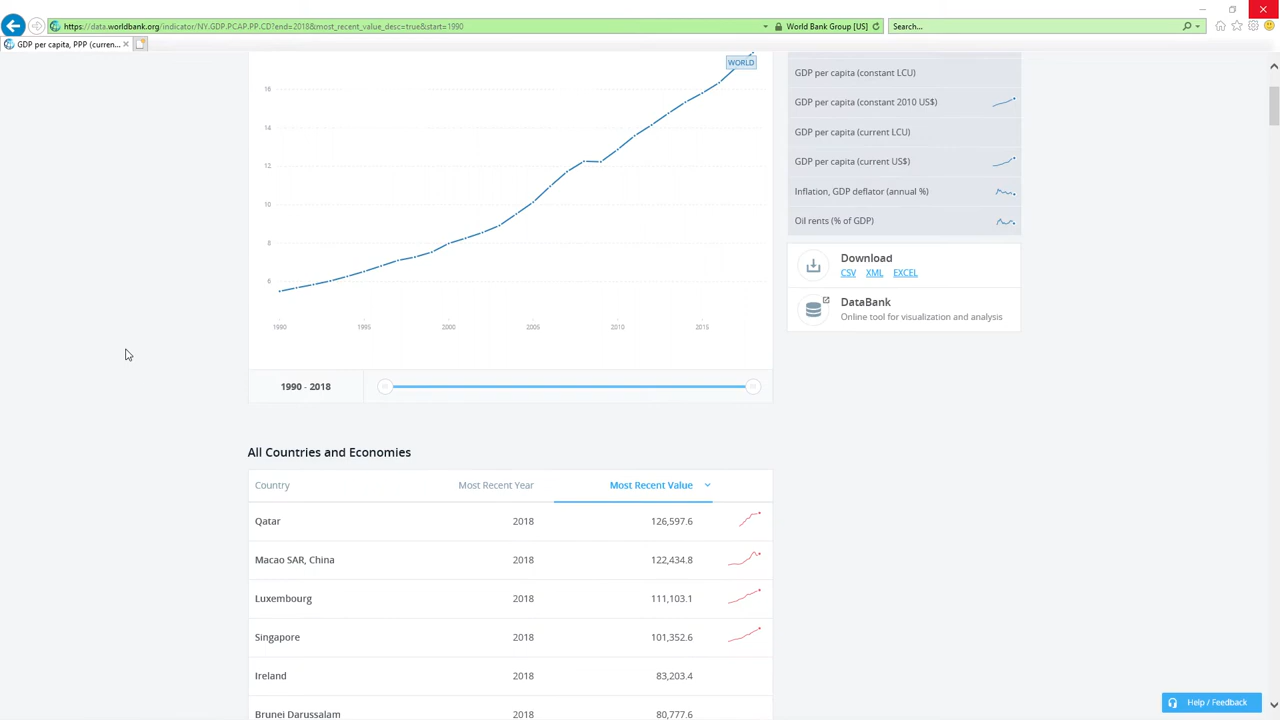 https://data.worldbank.org/indicator/NY.GDP.PCAP.PP.CD?end=2018&most_recent_value_desc=true&start=1990
World Bank Group [US]
Search...
GDP per capita, PPP (curren...
WORLD
16
14
12
10
8
6
1990
1995
2000
2005
2010
2015
1990 - 2018
GDP per capita (constant LCU)
GDP per capita (constant 2010 US$)
GDP per capita (current LCU)
GDP per capita (current US$)
Inflation, GDP deflator (annual %)
Oil rents (% of GDP)
Download
CSV XML EXCEL
DataBank
Online tool for visualization and analysis
All Countries and Economies
Country Most Recent Year Most Recent Value
Qatar 2018 126,597.6
Macao SAR, China 2018 122,434.8
Luxembourg 2018 111,103.1
Singapore 2018 101,352.6
Ireland 2018 83,203.4
Brunei Darussalam 2018 80,777.6
Help / Feedback